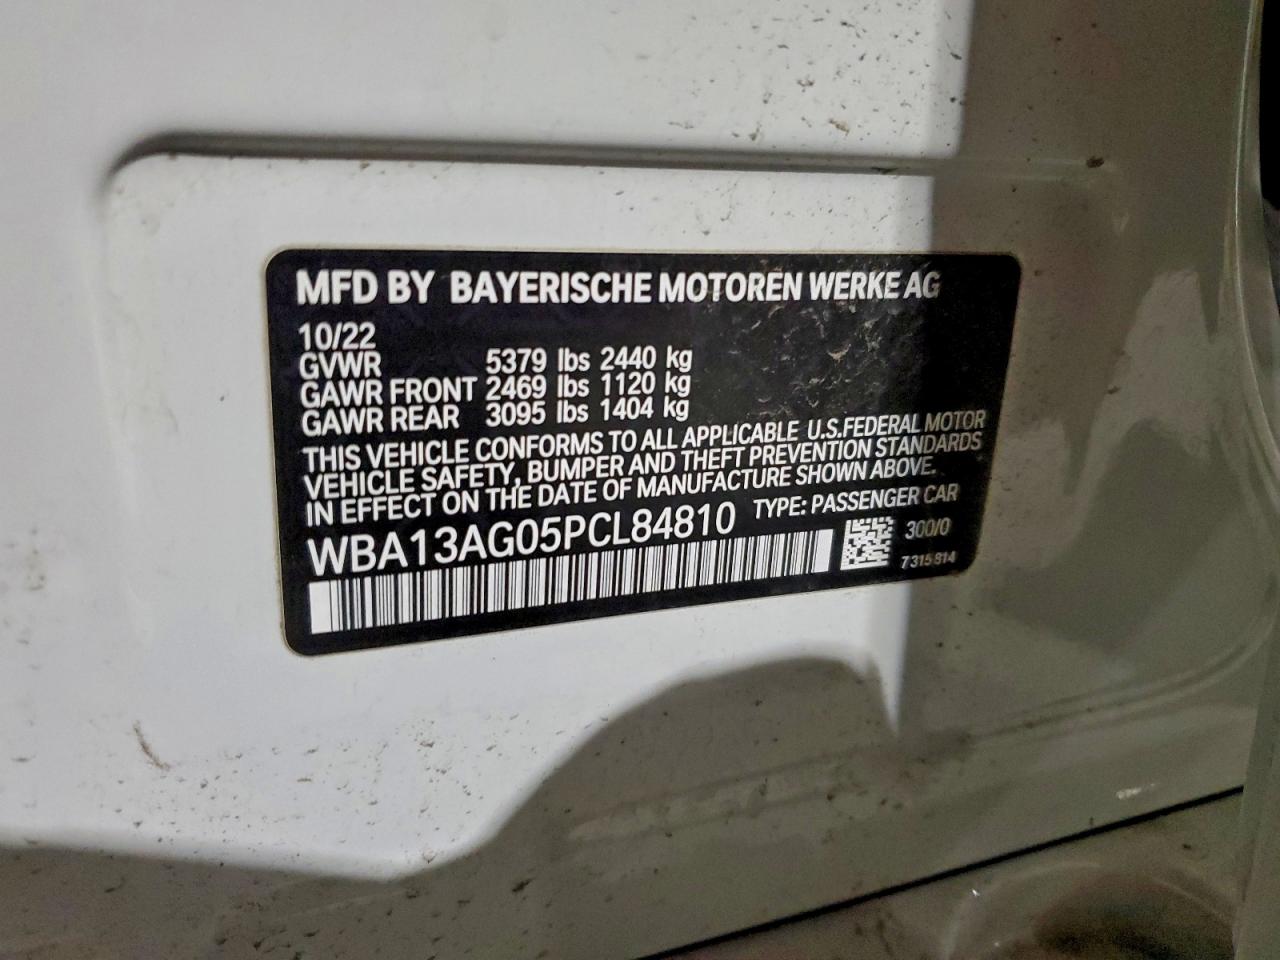 MFD BY BAYERISCHE MOTOREN WERKE AG
10/22
GVWR 5379 lbs 2440 kg
GAWR FRONT 2469 lbs 1120 kg
GAWR REAR 3095 lbs 1404 kg
THIS VEHICLE CONFORMS TO ALL APPLICABLE U.S.FEDERAL MOTOR
VEHICLE SAFETY, BUMPER AND THEFT PREVENTION STANDARDS
IN EFFECT ON THE DATE OF MANUFACTURE SHOWN ABOVE.
WBA13AG05PCL84810 TYPE: PASSENGER CAR
300/0
7315814